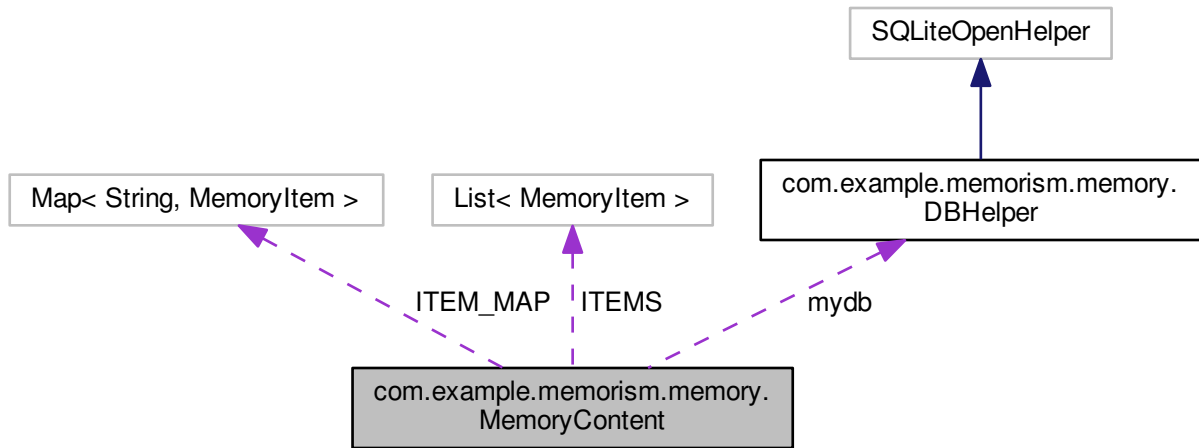 SQLiteOpenHelper
Map< String, MemoryItem >
List< MemoryItem >
com.example.memorism.memory.
DBHelper
ITEM_MAP
ITEMS
mydb
com.example.memorism.memory.
MemoryContent